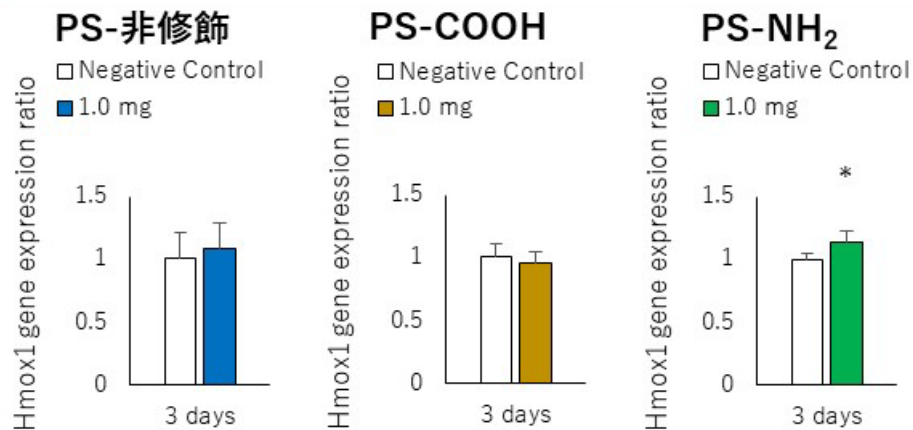 PS-非修飾
Negative Control
1.0 mg
Hmox1 gene expression ratio
1.5
1
0.5
0
3 days
PS-COOH
Negative Control
1.0 mg
Hmox1 gene expression ratio
1.5
1
0.5
0
3 days
PS-NH₂
Negative Control
1.0 mg
Hmox1 gene expression ratio
*
1.5
1
0.5
0
3 days